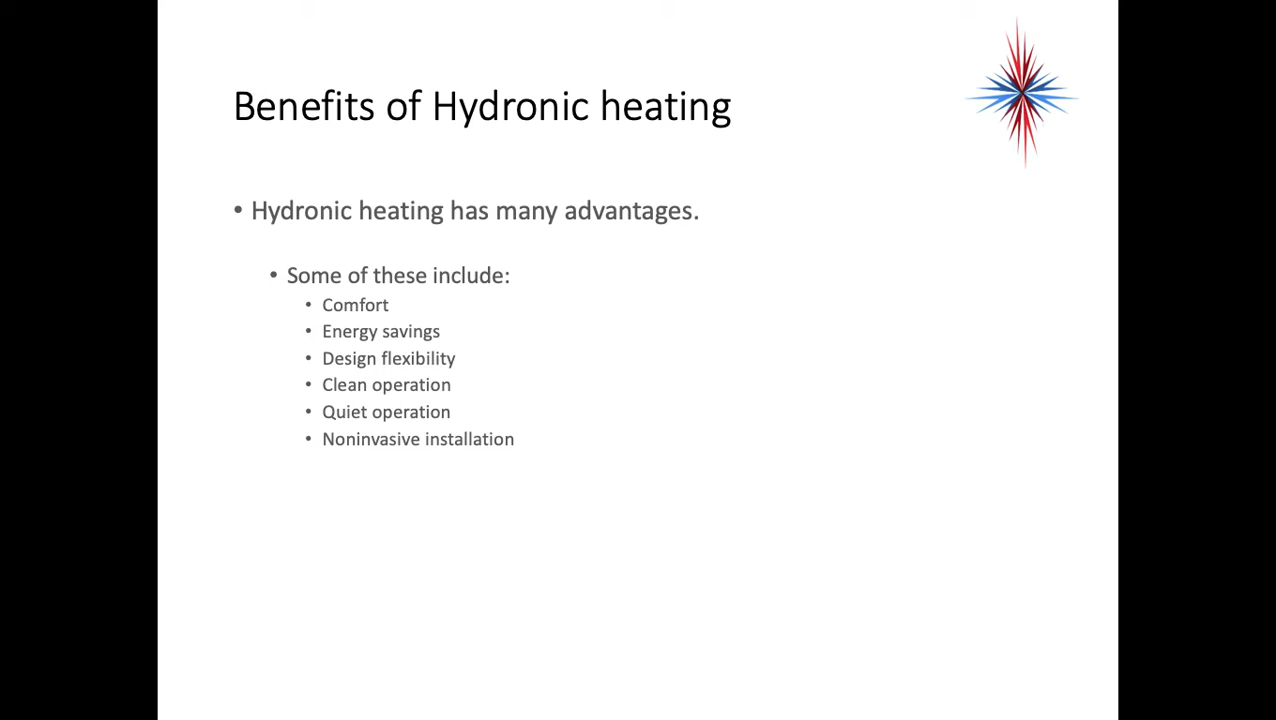 Benefits of Hydronic heating
• Hydronic heating has many advantages.
• Some of these include:
• Comfort
• Energy savings
• Design flexibility
• Clean operation
• Quiet operation
• Noninvasive installation